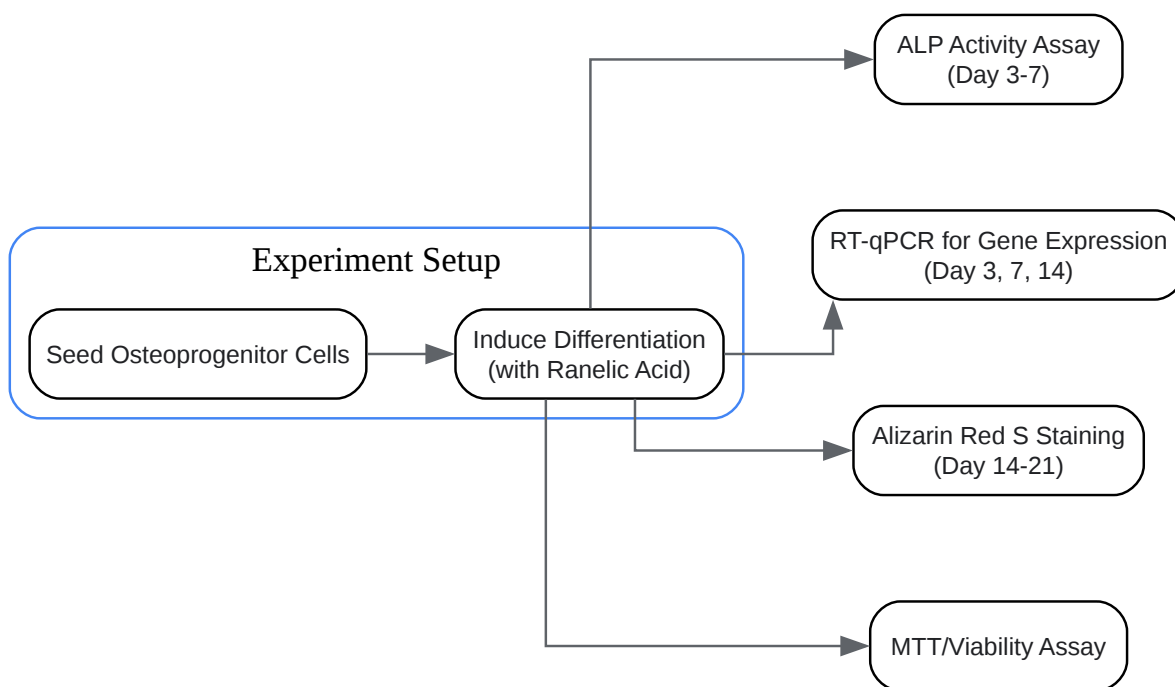 ALP Activity Assay
(Day 3-7)
RT-qPCR for Gene Expression
(Day 3, 7, 14)
Experiment Setup
Seed Osteoprogenitor Cells
Induce Differentiation
(with Ranelic Acid)
Alizarin Red S Staining
(Day 14-21)
MTT/Viability Assay